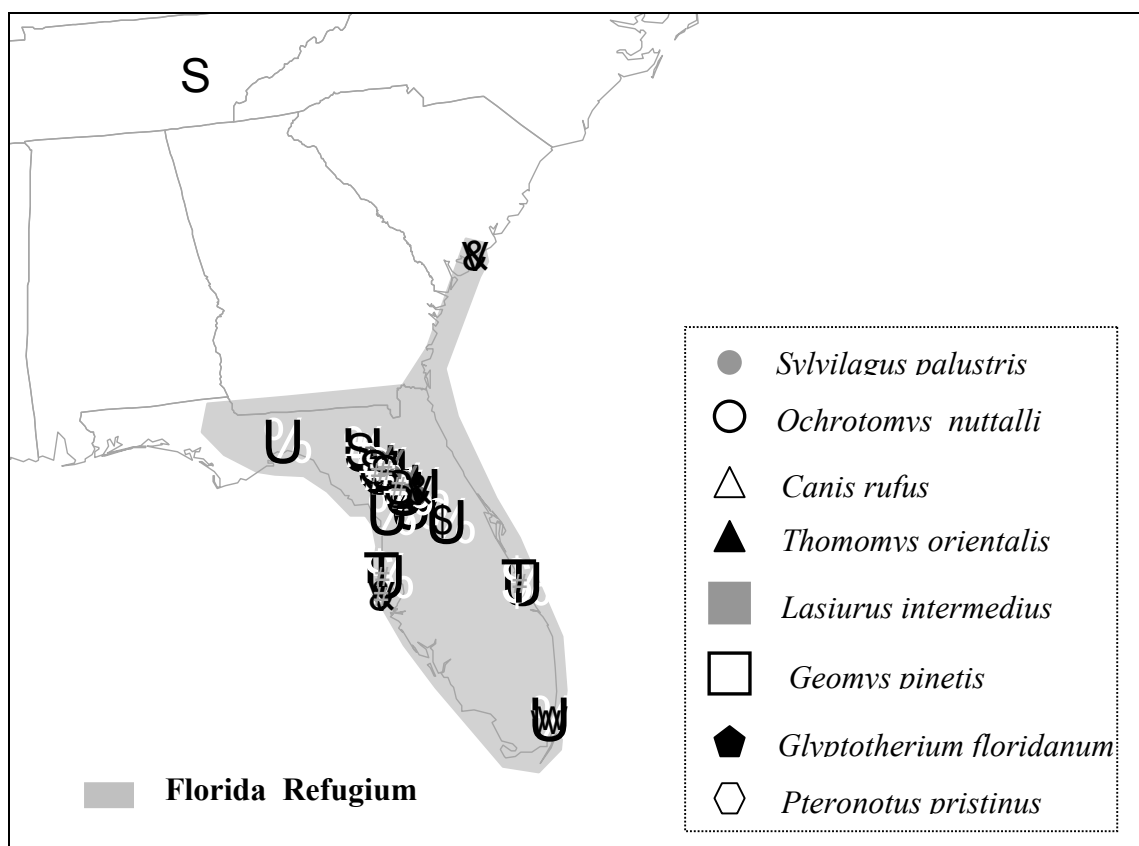 S
&
U
$
U
T
U
T
U
&
U
Sylvilagus palustris
Ochrotomys nuttalli
Canis rufus
Thomomys orientalis
Lasiurus intermedius
Geomys pinetis
Glyptotherium floridanum
Pteronotus pristinus
Florida Refugium